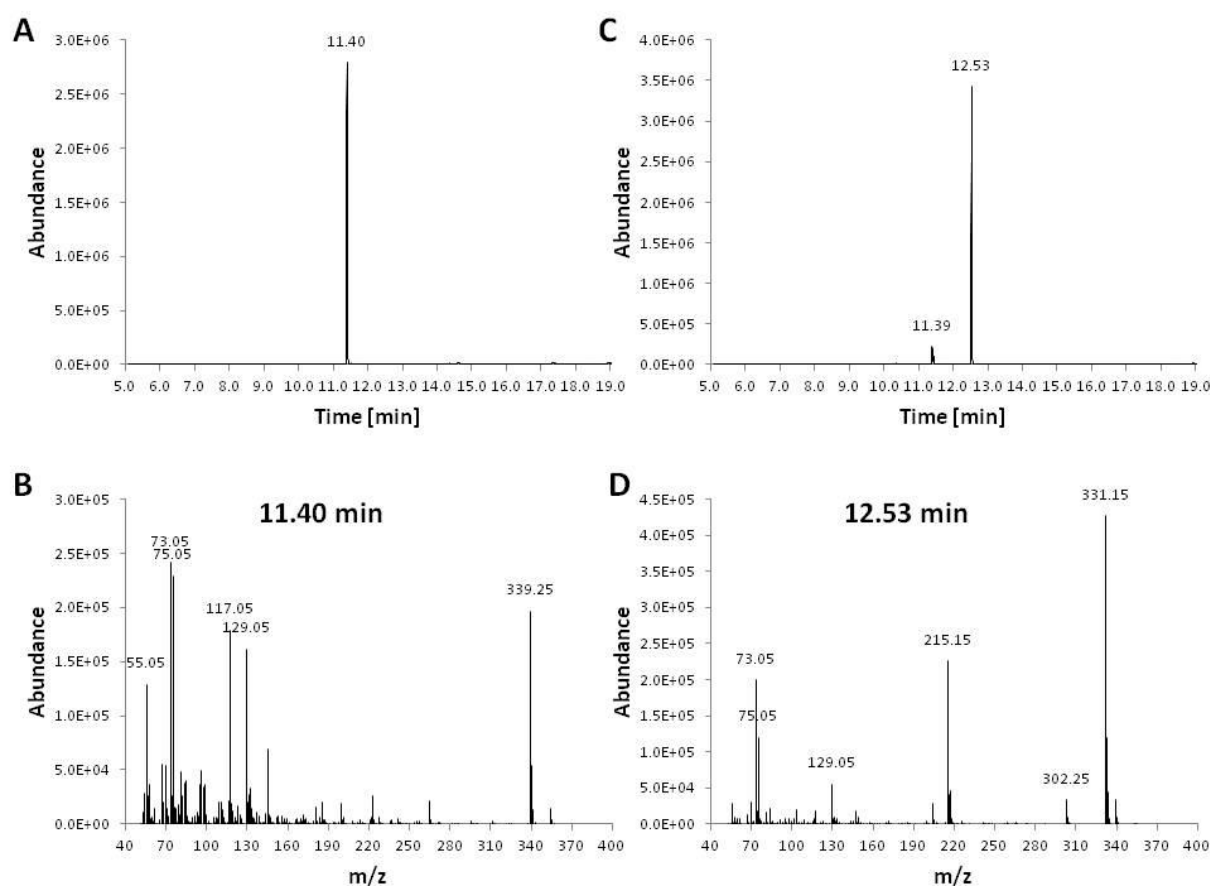 A
3.0E+06
2.5E+06
2.0E+06
1.5E+06
1.0E+06
5.0E+05
0.0E+00
Abundance
11.40
5.0 6.0 7.0 8.0 9.0 10.0 11.0 12.0 13.0 14.0 15.0 16.0 17.0 18.0 19.0
Time [min]
C
4.0E+06
3.5E+06
3.0E+06
2.5E+06
2.0E+06
1.5E+06
1.0E+06
5.0E+05
0.0E+00
Abundance
12.53
11.39
5.0 6.0 7.0 8.0 9.0 10.0 11.0 12.0 13.0 14.0 15.0 16.0 17.0 18.0 19.0
Time [min]
B
11.40 min
3.0E+05
2.5E+05
2.0E+05
1.5E+05
1.0E+05
5.0E+04
0.0E+00
Abundance
73.05
75.05
117.05
129.05
55.05
339.25
40 70 100 130 160 190 220 250 280 310 340 370 400
m/z
D
12.53 min
4.5E+05
4.0E+05
3.5E+05
3.0E+05
2.5E+05
2.0E+05
1.5E+05
1.0E+05
5.0E+04
0.0E+00
Abundance
331.15
215.15
73.05
75.05
129.05
302.25
40 70 100 130 160 190 220 250 280 310 340 370 400
m/z